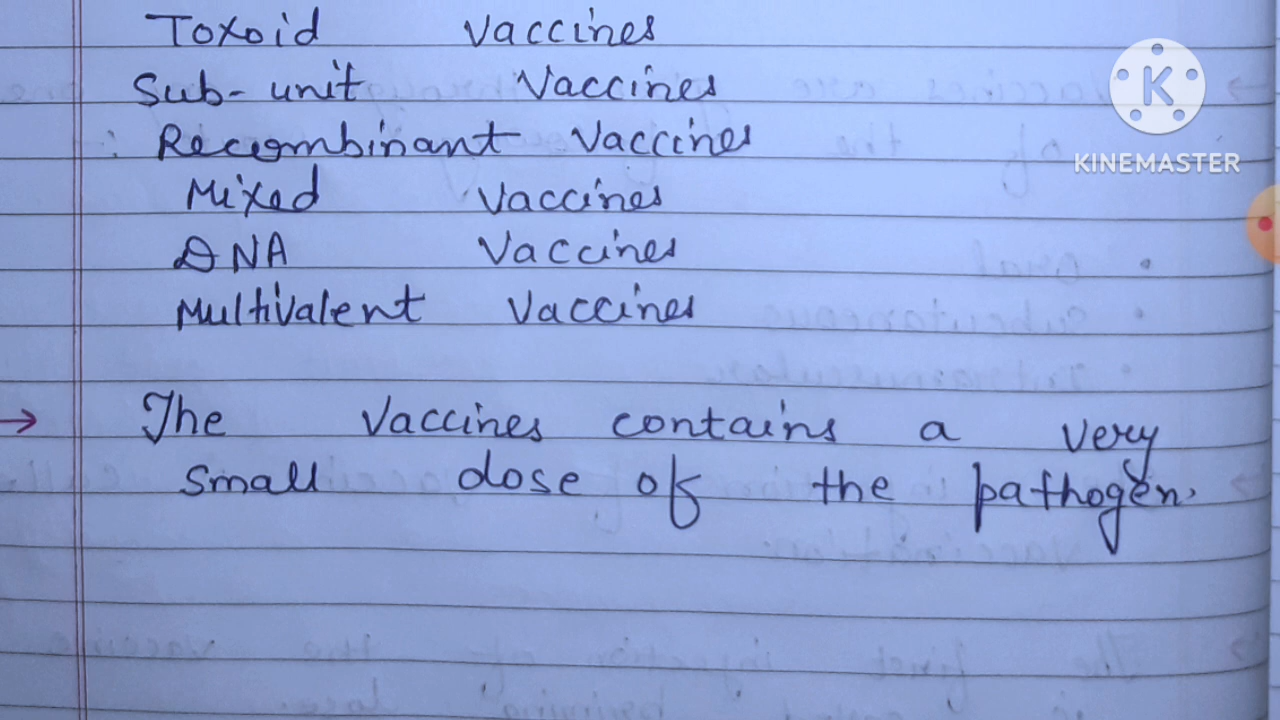 Toxoid Vaccines
Sub-unit Vaccines
Recombinant Vaccines
Mixed Vaccines
DNA Vaccines
Multivalent Vaccines
→ The Vaccines contains a very
small dose of the pathogen.
K
KINEMASTER